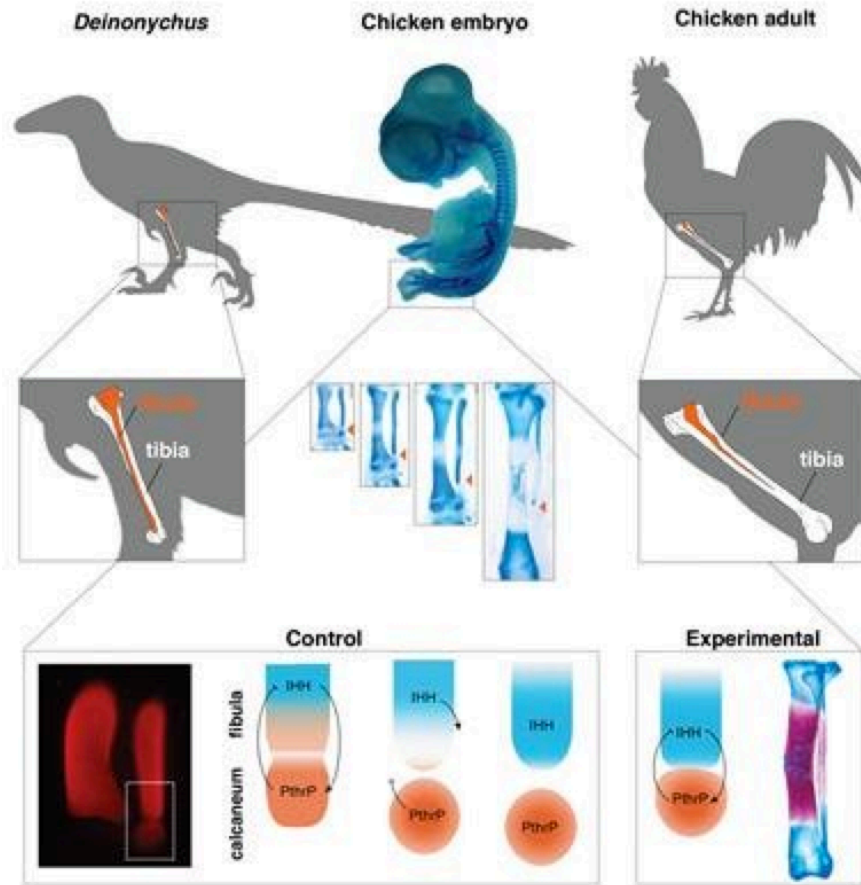 Deinonychus
Chicken embryo
Chicken adult
fibula
tibia
fibula
tibia
Control
Experimental
fibula
calcaneum
IHH
PthrP
IHH
PthrP
IHH
PthrP
IHH
PthrP